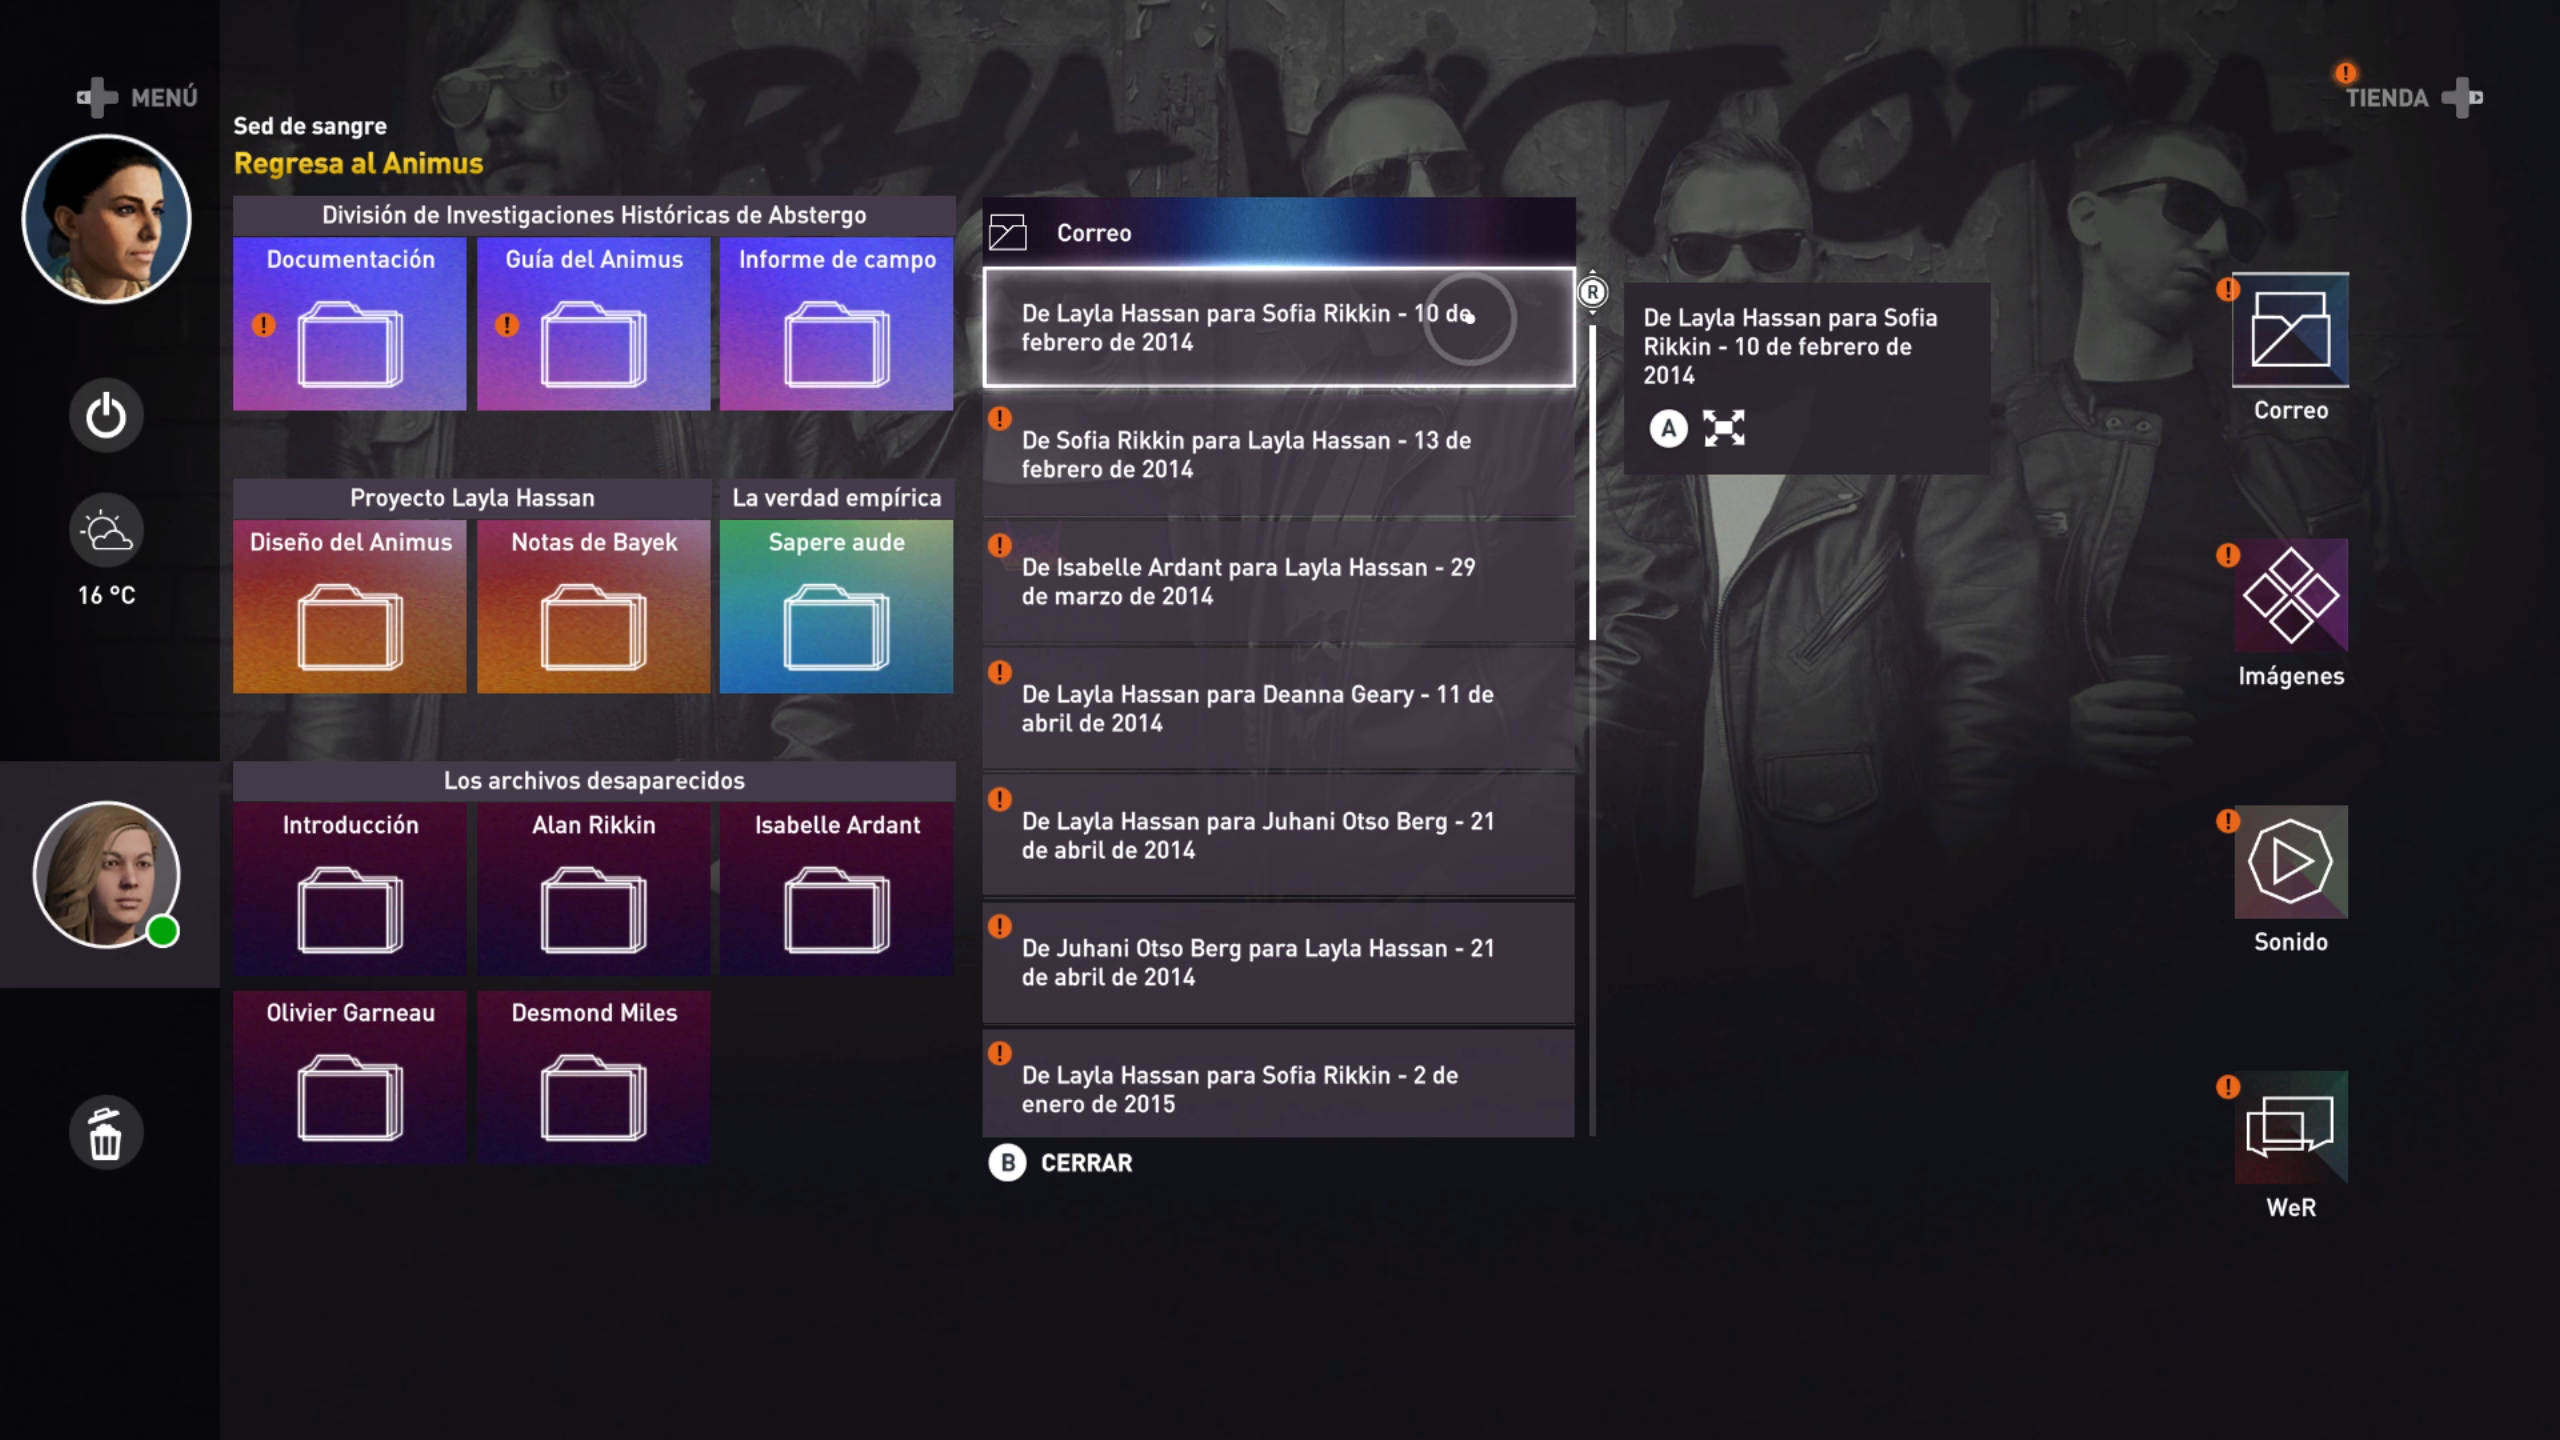 MENÚ
TIENDA
Sed de sangre
Regresa al Animus
División de Investigaciones Históricas de Abstergo
Documentación
Guía del Animus
Informe de campo
16 °C
Proyecto Layla Hassan
La verdad empírica
Diseño del Animus
Notas de Bayek
Sapere aude
Los archivos desaparecidos
Introducción
Alan Rikkin
Isabelle Ardant
Olivier Garneau
Desmond Miles
Correo
De Layla Hassan para Sofia Rikkin - 10 de
febrero de 2014
De Sofia Rikkin para Layla Hassan - 13 de
febrero de 2014
De Isabelle Ardant para Layla Hassan - 29
de marzo de 2014
De Layla Hassan para Deanna Geary - 11 de
abril de 2014
De Layla Hassan para Juhani Otso Berg - 21
de abril de 2014
De Juhani Otso Berg para Layla Hassan - 21
de abril de 2014
De Layla Hassan para Sofia Rikkin - 2 de
enero de 2015
B CERRAR
R
De Layla Hassan para Sofia
Rikkin - 10 de febrero de
2014
A
Correo
Imágenes
Sonido
WeR